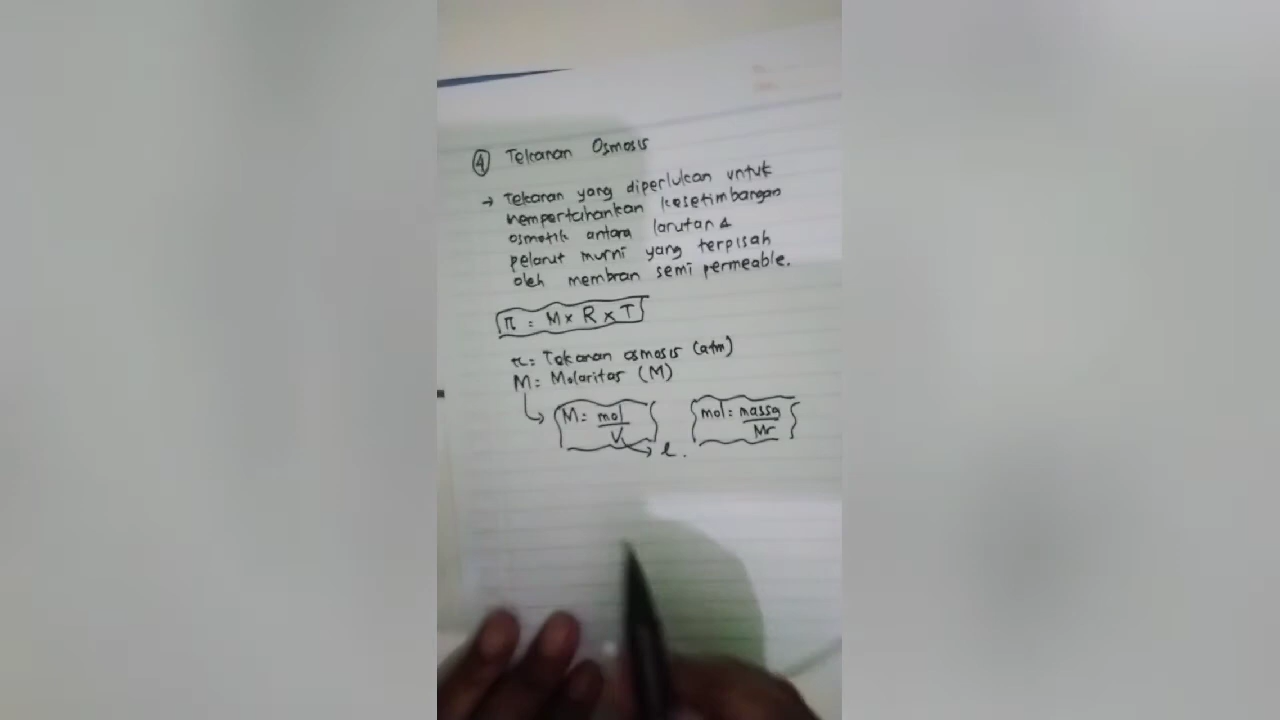 ④ Tekanan Osmosis
→ Tekanan yang diperlukan untuk
mempertahankan kesetimbangan
osmotik antara larutan &
pelarut murni yang terpisah
oleh membran semi permeable.
π = M × R × T
π = Tekanan osmosis (atm)
M = Molaritas (M)
M = mol / V → L. mol = massa / Mr